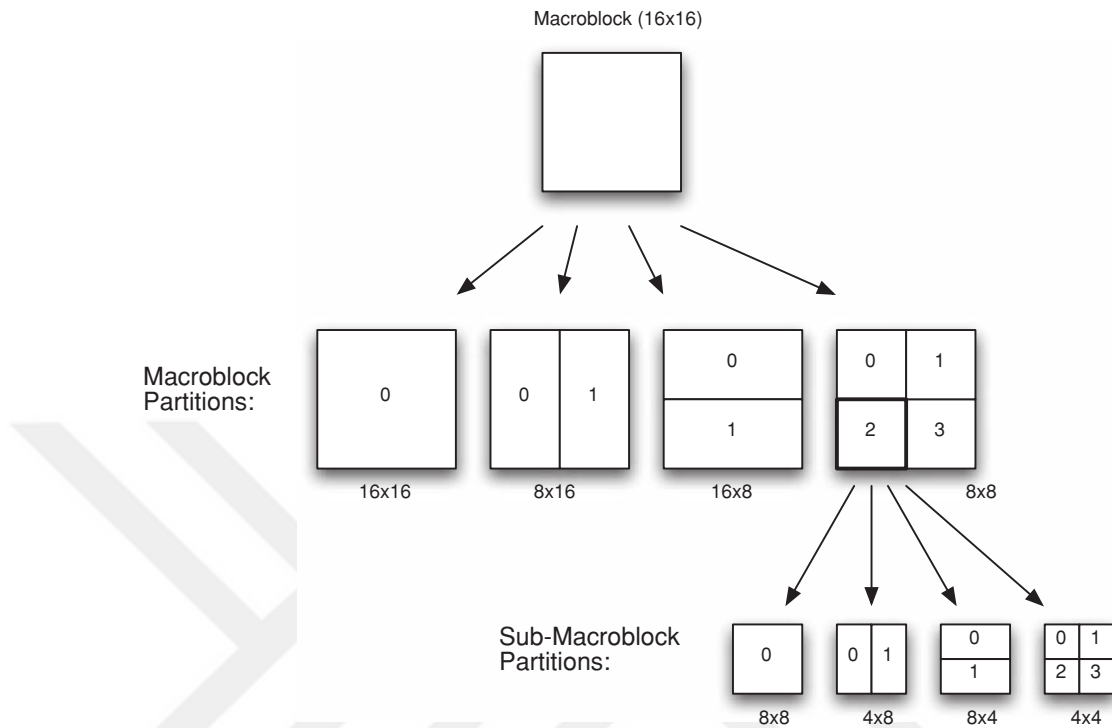 Macroblock (16x16)
Macroblock
Partitions:
0
0 1
0
1
0 1
2 3
16x16 8x16 16x8 8x8
Sub-Macroblock
Partitions:
0
0 1
0
1
0 1
2 3
8x8 4x8 8x4 4x4